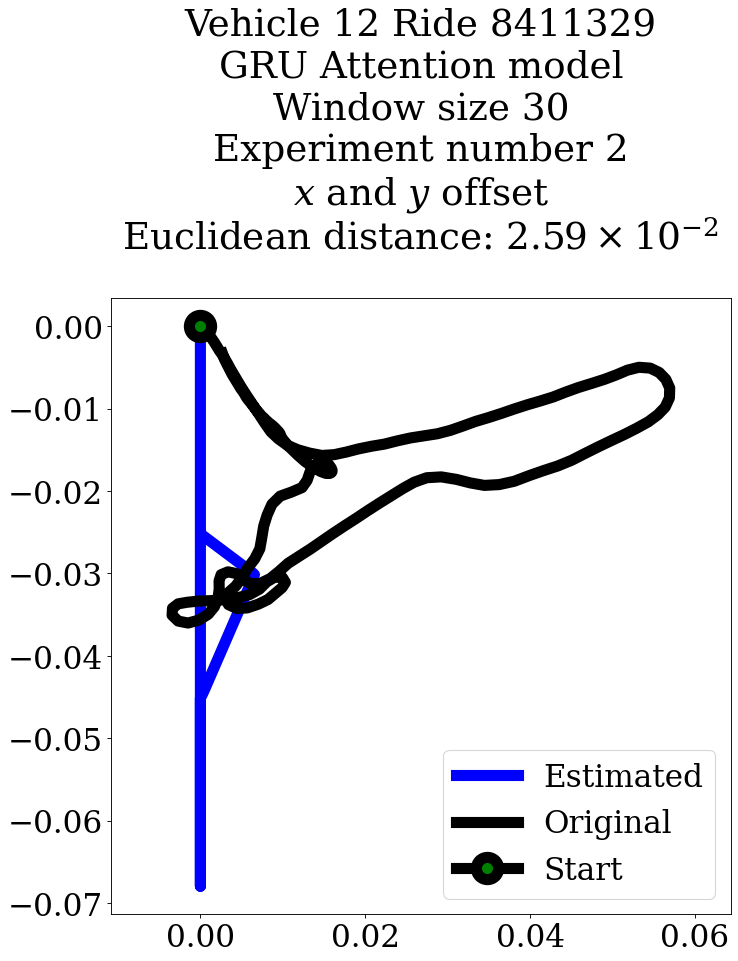 Vehicle 12 Ride 8411329
GRU Attention model
Window size 30
Experiment number 2
x and y offset
Euclidean distance: 2.59 × 10⁻²
0.00
−0.01
−0.02
−0.03
−0.04
−0.05
−0.06
−0.07
Estimated
Original
Start
0.00 0.02 0.04 0.06